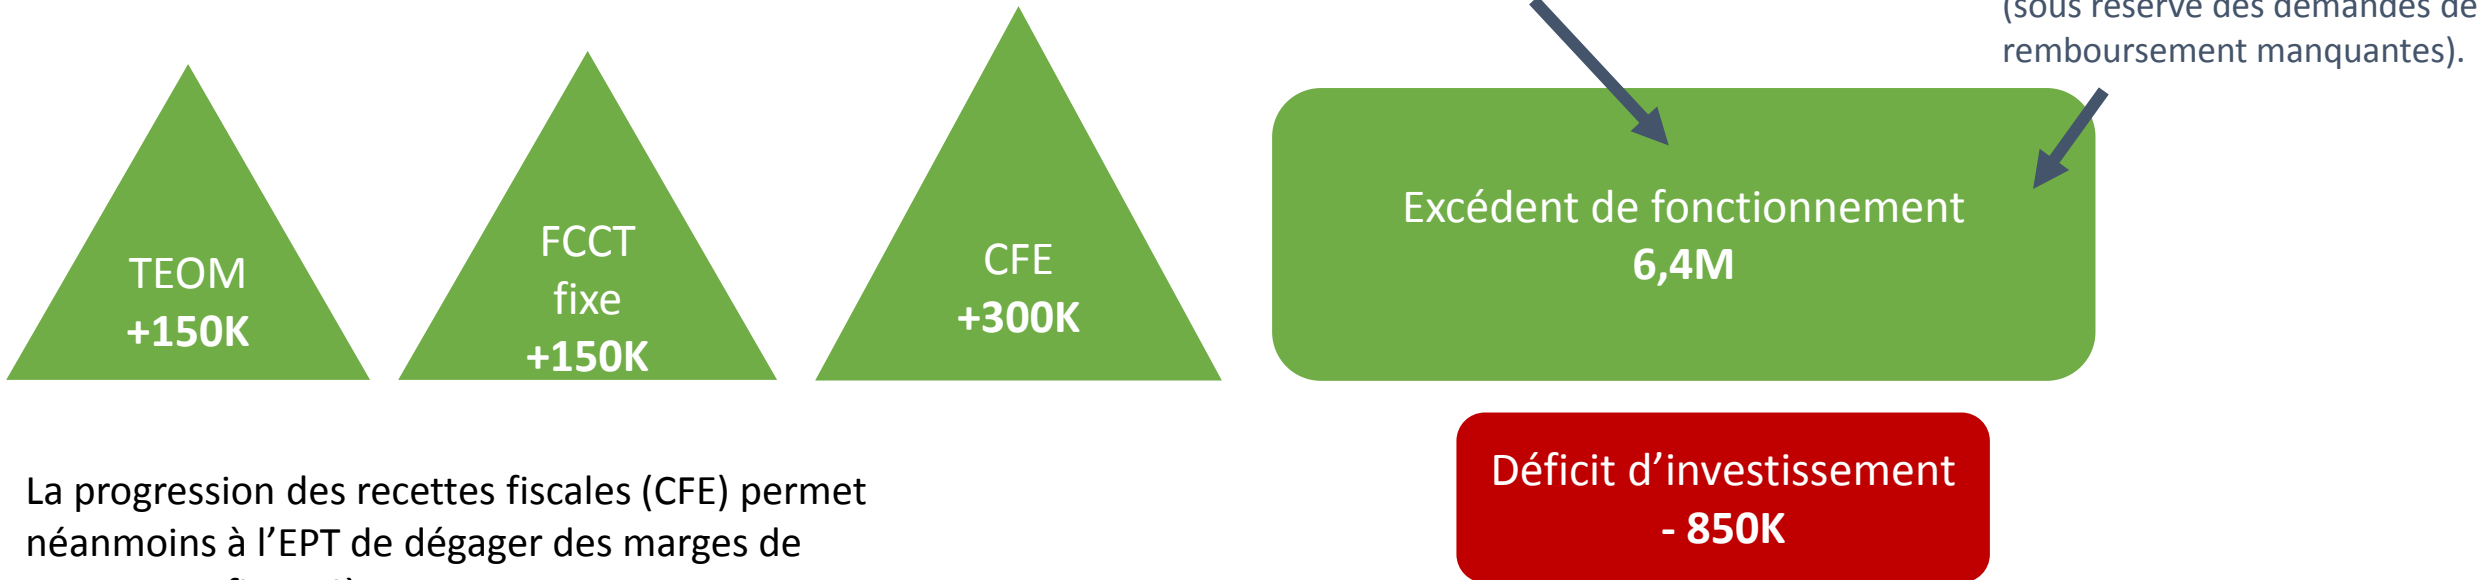 (sous réserve des demandes de
remboursement manquantes).
TEOM
+150K
FCCT
fixe
+150K
CFE
+300K
Excédent de fonctionnement
6,4M
Déficit d’investissement
- 850K
La progression des recettes fiscales (CFE) permet
néanmoins à l’EPT de dégager des marges de